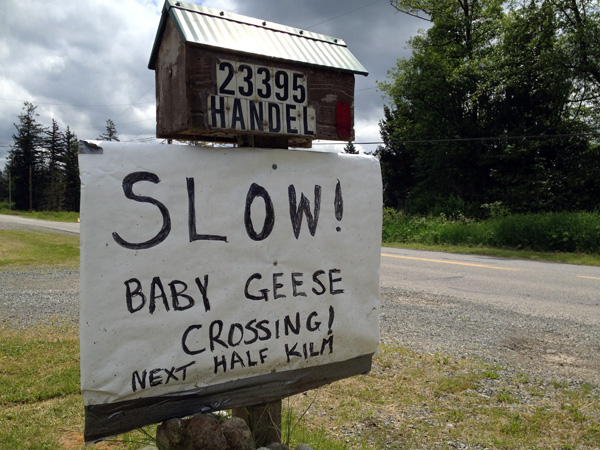 23395
HANDEL
SLOW!
BABY GEESE
CROSSING!
NEXT HALF KILM